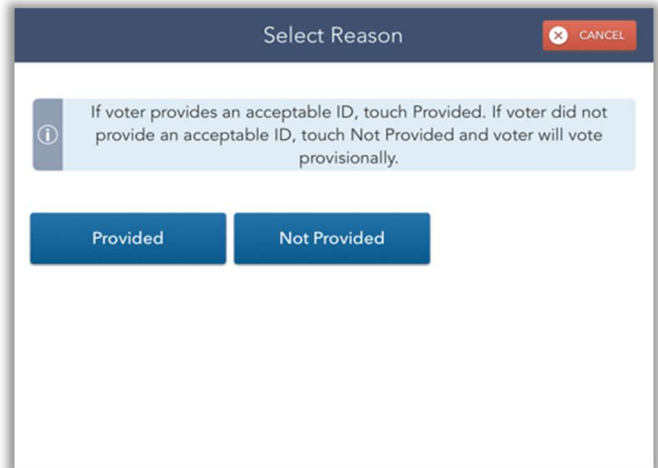 Select Reason
CANCEL
If voter provides an acceptable ID, touch Provided. If voter did not
provide an acceptable ID, touch Not Provided and voter will vote
provisionally.
Provided
Not Provided